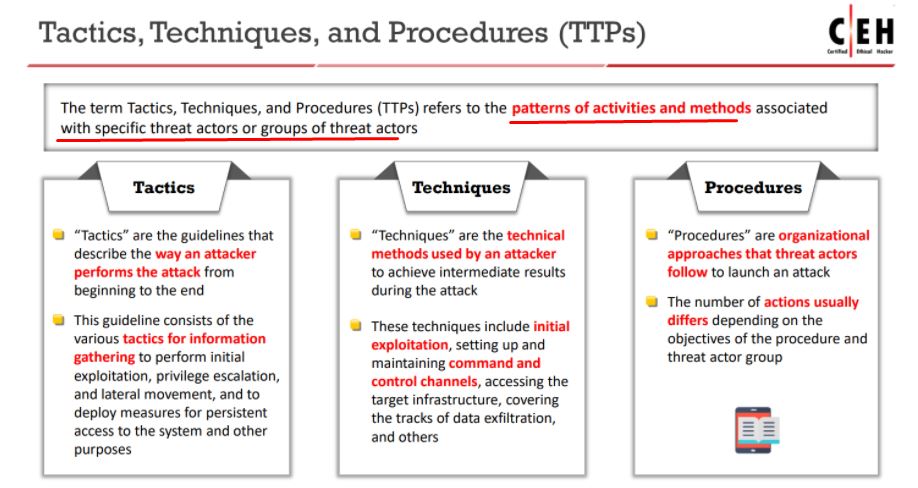 Tactics, Techniques, and Procedures (TTPs)
C|EH
Certified Ethical Hacker
The term Tactics, Techniques, and Procedures (TTPs) refers to the patterns of activities and methods associated
with specific threat actors or groups of threat actors
Tactics
“Tactics” are the guidelines that
describe the way an attacker
performs the attack from
beginning to the end
This guideline consists of the
various tactics for information
gathering to perform initial
exploitation, privilege escalation,
and lateral movement, and to
deploy measures for persistent
access to the system and other
purposes
Techniques
“Techniques” are the technical
methods used by an attacker
to achieve intermediate results
during the attack
These techniques include initial
exploitation, setting up and
maintaining command and
control channels, accessing the
target infrastructure, covering
the tracks of data exfiltration,
and others
Procedures
“Procedures” are organizational
approaches that threat actors
follow to launch an attack
The number of actions usually
differs depending on the
objectives of the procedure and
threat actor group